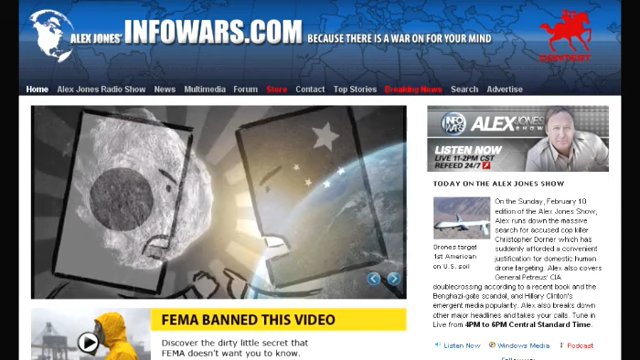 ALEX JONES' INFOWARS.COM BECAUSE THERE IS A WAR ON FOR YOUR MIND
CONTEST
Home Alex Jones Radio Show News Multimedia Forum Store Contact Top Stories Breaking News Search Advertise
INFO WARS ALEX JONES SHOW
LISTEN NOW
LIVE 11-2PM CST
REFEED 24/7
TODAY ON THE ALEX JONES SHOW
Drones target
1st American
on U.S. soil
On the Sunday, February 10
edition of the Alex Jones Show,
Alex runs down the massive
search for accused cop killer
Christopher Dorner which has
suddenly afforded a convenient
justification for domestic human
drone targeting. Alex also covers
General Petreus' CIA
doublecrossing according to a recent book and the
Benghazi-gate scandal, and Hillary Clinton's
emergent media popularity. Alex also breaks down
other major headlines and takes your calls. Tune in
Live from 4PM to 6PM Central Standard Time.
Listen Now Windows Media Podcast
FEMA BANNED THIS VIDEO
Discover the dirty little secret that
FEMA doesn't want you to know.